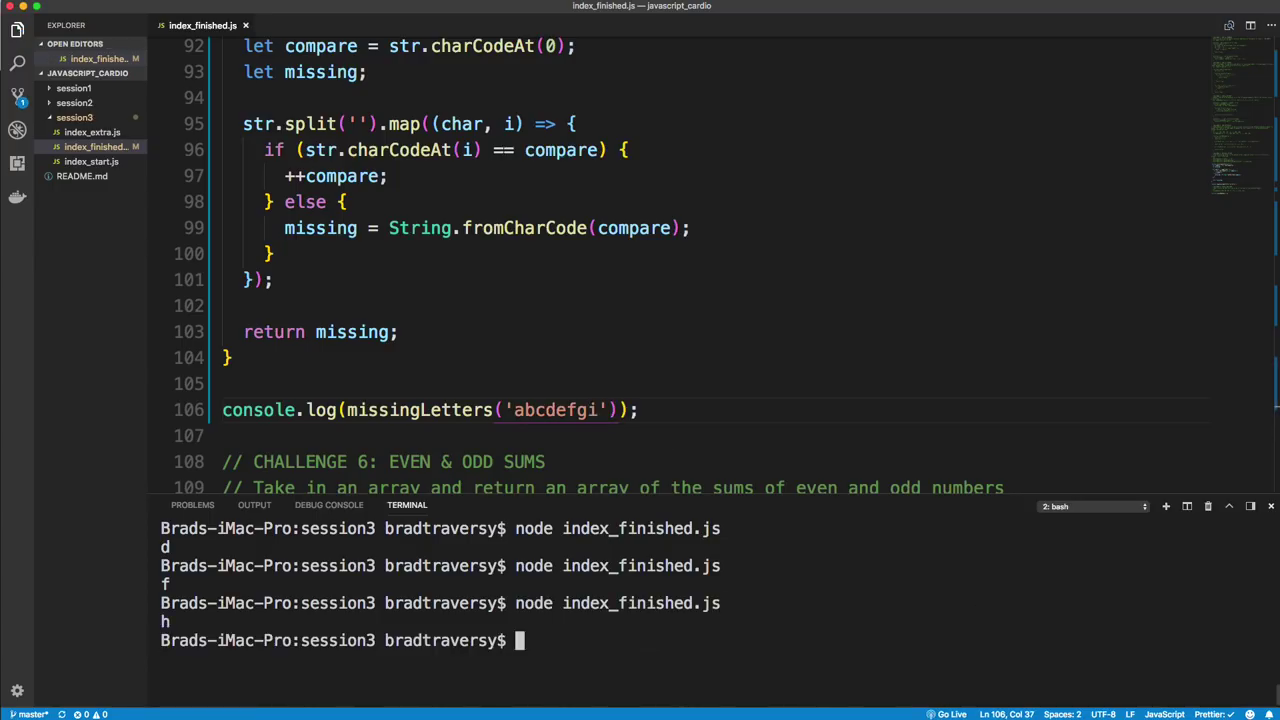 index_finished.js — javascript_cardio
EXPLORER
OPEN EDITORS
index_finishe.. M
JAVASCRIPT_CARDIO
session1
session2
session3
index_extra.js
index_finished... M
index_start.js
README.md
1
index_finished.js ×
92 let compare = str.charCodeAt(0);
93 let missing;
94
95 str.split('').map((char, i) => {
96 if (str.charCodeAt(i) == compare) {
97 ++compare;
98 } else {
99 missing = String.fromCharCode(compare);
100 }
101 });
102
103 return missing;
104 }
105
106 console.log(missingLetters('abcdefgi'));
107
108 // CHALLENGE 6: EVEN & ODD SUMS
109 // Take in an array and return an array of the sums of even and odd numbers
PROBLEMS OUTPUT DEBUG CONSOLE TERMINAL 2: bash
Brads-iMac-Pro:session3 bradtraversy$ node index_finished.js
d
Brads-iMac-Pro:session3 bradtraversy$ node index_finished.js
f
Brads-iMac-Pro:session3 bradtraversy$ node index_finished.js
h
Brads-iMac-Pro:session3 bradtraversy$
master* 0 0 Go Live Ln 106, Col 37 Spaces: 2 UTF-8 LF JavaScript Prettier: ✓